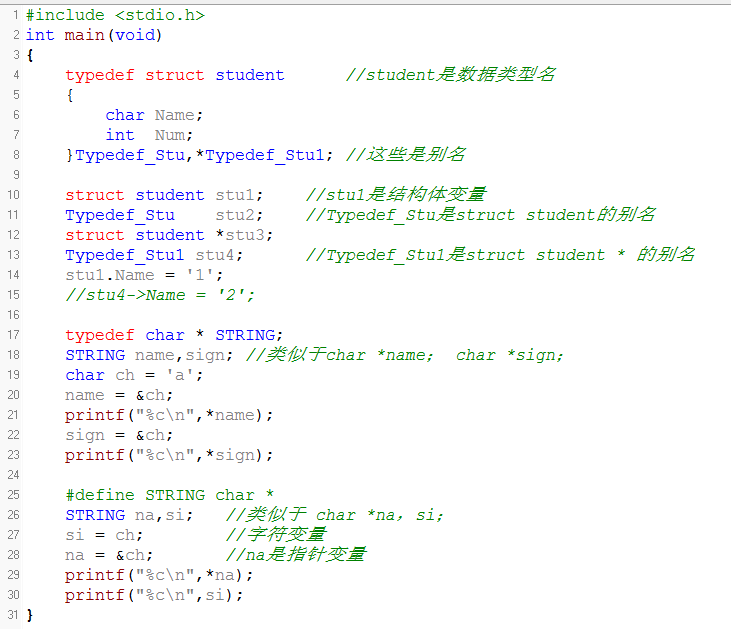 1 #include <stdio.h>
2 int main(void)
3 {
4     typedef struct student      //student是数据类型名
5     {
6         char Name;
7         int  Num;
8     }Typedef_Stu,*Typedef_Stu1; //这些是别名
9
10     struct student stu1;    //stu1是结构体变量
11     Typedef_Stu    stu2;    //Typedef_Stu是struct student的别名
12     struct student *stu3;
13     Typedef_Stu1 stu4;      //Typedef_Stu1是struct student * 的别名
14     stu1.Name = '1';
15     //stu4->Name = '2';
16
17     typedef char * STRING;
18     STRING name,sign; //类似于char *name;  char *sign;
19     char ch = 'a';
20     name = &ch;
21     printf("%c\n",*name);
22     sign = &ch;
23     printf("%c\n",*sign);
24
25     #define STRING char *
26     STRING na,si;   //类似于 char *na，si;
27     si = ch;        //字符变量
28     na = &ch;       //na是指针变量
29     printf("%c\n",*na);
30     printf("%c\n",si);
31 }